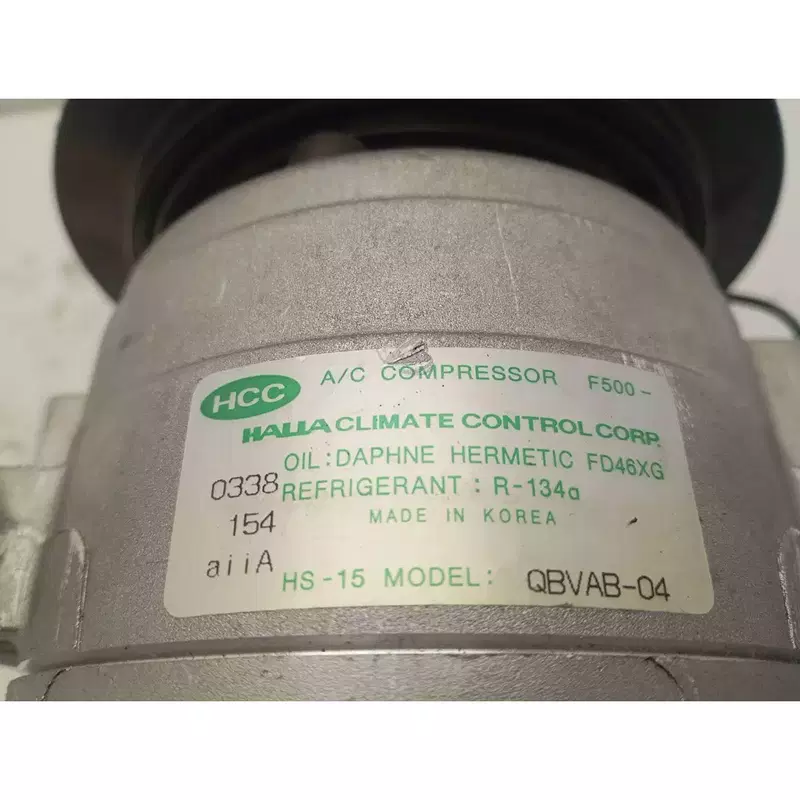 HCC A/C COMPRESSOR F500-
HALLA CLIMATE CONTROL CORP.
OIL:DAPHNE HERMETIC FD46XG
0338 REFRIGERANT: R-134a
154 MADE IN KOREA
aiiA HS-15 MODEL: QBVAB-04